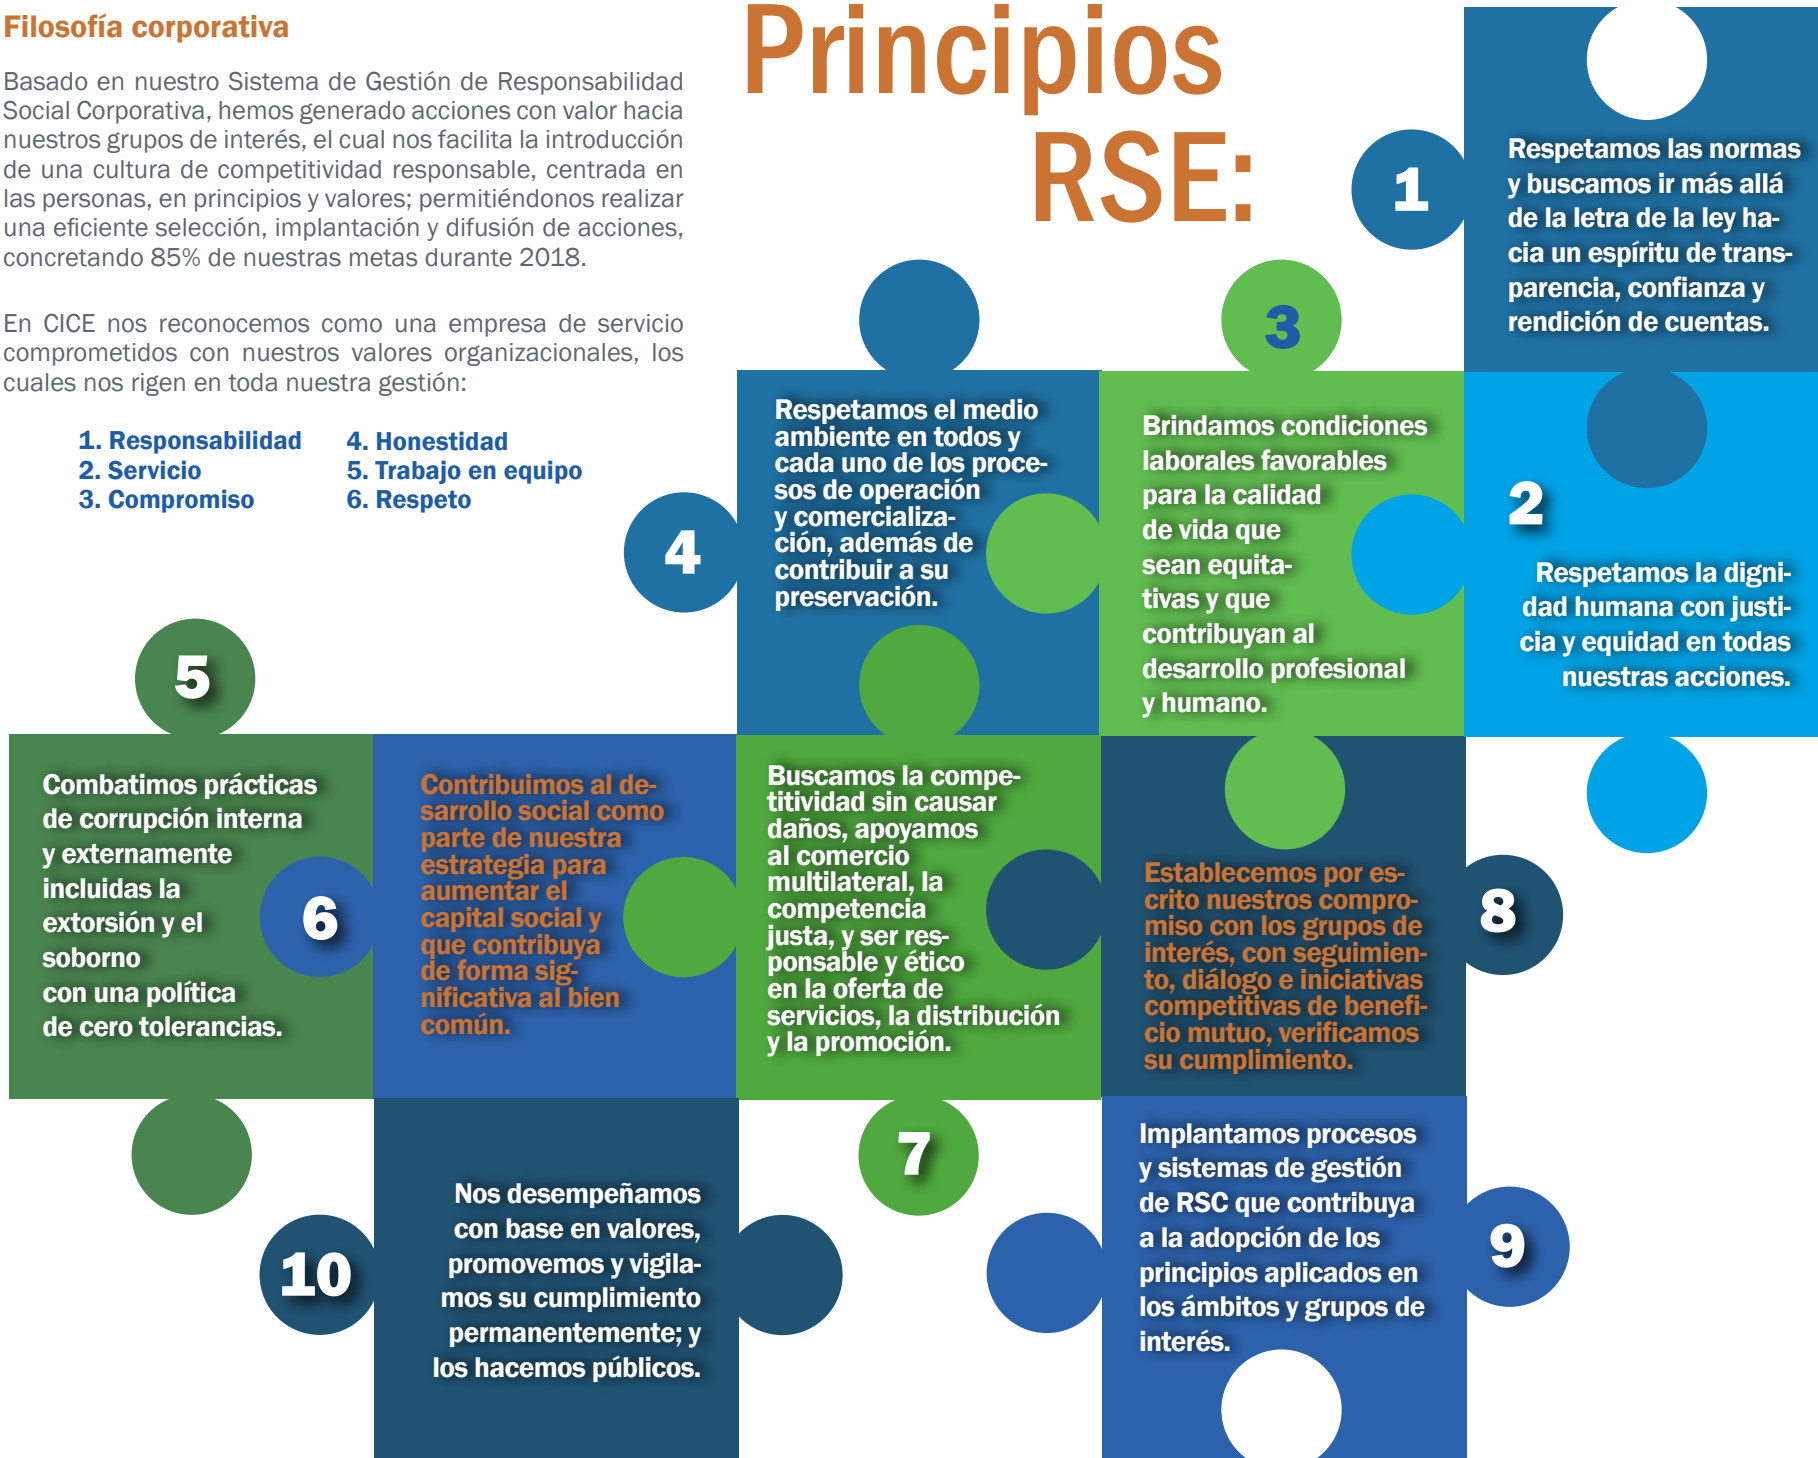 Filosofía corporativa
Basado en nuestro Sistema de Gestión de Responsabilidad
Social Corporativa, hemos generado acciones con valor hacia
nuestros grupos de interés, el cual nos facilita la introducción
de una cultura de competitividad responsable, centrada en
las personas, en principios y valores; permitiéndonos realizar
una eficiente selección, implantación y difusión de acciones,
concretando 85% de nuestras metas durante 2018.
En CICE nos reconocemos como una empresa de servicio
comprometidos con nuestros valores organizacionales, los
cuales nos rigen en toda nuestra gestión:
1. Responsabilidad
2. Servicio
3. Compromiso
4. Honestidad
5. Trabajo en equipo
6. Respeto
Principios
RSE:
1
Respetamos las normas
y buscamos ir más allá
de la letra de la ley ha-
cia un espíritu de trans-
parencia, confianza y
rendición de cuentas.
2
Respetamos la digni-
dad humana con justi-
cia y equidad en todas
nuestras acciones.
3
Brindamos condiciones
laborales favorables
para la calidad
de vida que
sean equita-
tivas y que
contribuyan al
desarrollo profesional
y humano.
4
Respetamos el medio
ambiente en todos y
cada uno de los proce-
sos de operación
y comercializa-
ción, además de
contribuir a su
preservación.
5
Combatimos prácticas
de corrupción interna
y externamente
incluidas la
extorsión y el
soborno
con una política
de cero tolerancias.
6
Contribuimos al de-
sarrollo social como
parte de nuestra
estrategia para
aumentar el
capital social y
que contribuya
de forma sig-
nificativa al bien
común.
Buscamos la compe-
titividad sin causar
daños, apoyamos
al comercio
multilateral, la
competencia
justa, y ser res-
ponsable y ético
en la oferta de
servicios, la distribución
y la promoción.
7
Establecemos por es-
crito nuestros compro-
miso con los grupos de
interés, con seguimien-
to, diálogo e iniciativas
competitivas de benefi-
cio mutuo, verificamos
su cumplimiento.
8
Implantamos procesos
y sistemas de gestión
de RSC que contribuya
a la adopción de los
principios aplicados en
los ámbitos y grupos de
interés.
9
10
Nos desempeñamos
con base en valores,
promovemos y vigila-
mos su cumplimiento
permanentemente; y
los hacemos públicos.